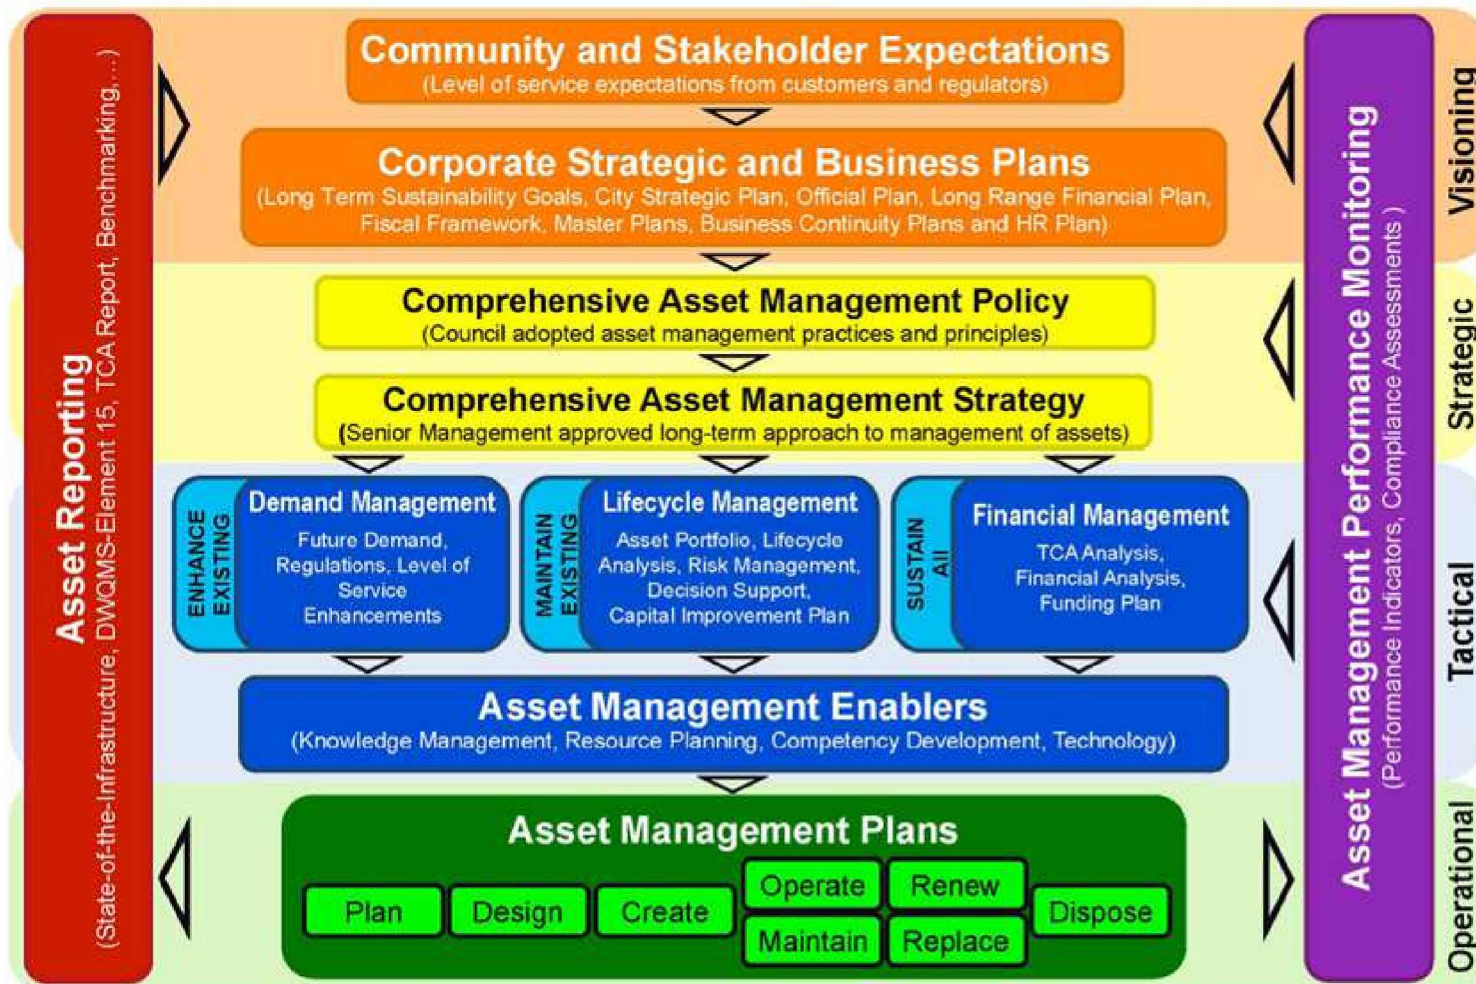 Asset Reporting
(State-of-the-Infrastructure, DWQMS-Element 15, TCA Report, Benchmarking,...)
Community and Stakeholder Expectations
(Level of service expectations from customers and regulators)
Corporate Strategic and Business Plans
(Long Term Sustainability Goals, City Strategic Plan, Official Plan, Long Range Financial Plan,
Fiscal Framework, Master Plans, Business Continuity Plans and HR Plan)
Comprehensive Asset Management Policy
(Council adopted asset management practices and principles)
Comprehensive Asset Management Strategy
(Senior Management approved long-term approach to management of assets)
ENHANCE
EXISTING
Demand Management
Future Demand,
Regulations, Level of
Service
Enhancements
MAINTAIN
EXISTING
Lifecycle Management
Asset Portfolio, Lifecycle
Analysis, Risk Management,
Decision Support,
Capital Improvement Plan
SUSTAIN
All
Financial Management
TCA Analysis,
Financial Analysis,
Funding Plan
Asset Management Enablers
(Knowledge Management, Resource Planning, Competency Development, Technology)
Asset Management Plans
Plan
Design
Create
Operate
Maintain
Renew
Replace
Dispose
Asset Management Performance Monitoring
(Performance Indicators, Compliance Assessments )
Visioning
Strategic
Tactical
Operational